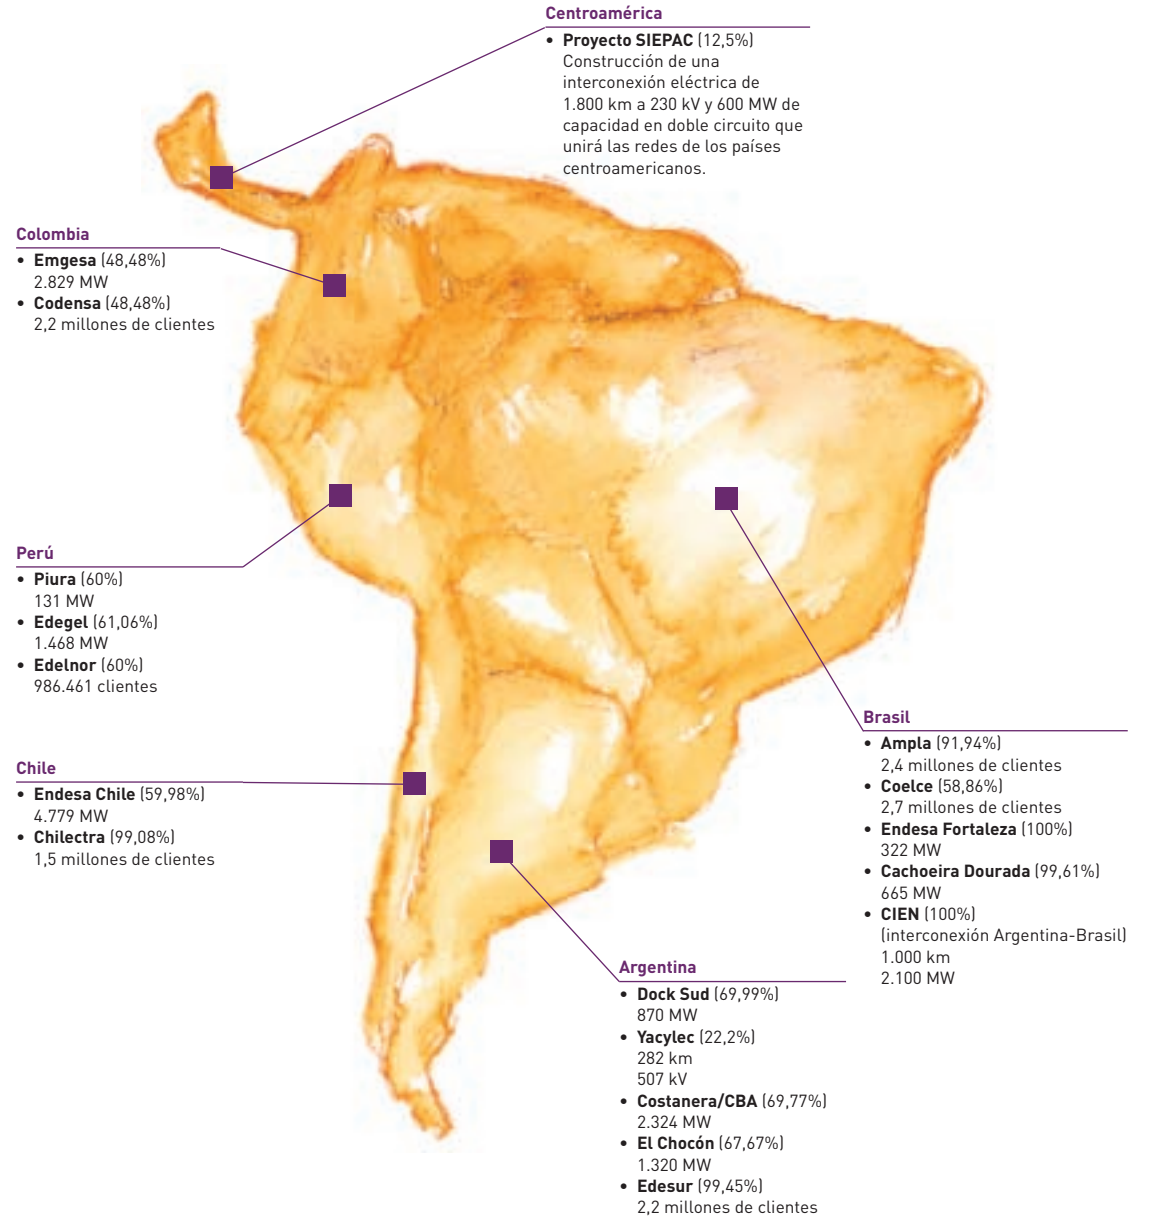 Centroamérica
• Proyecto SIEPAC (12,5%)
Construcción de una
interconexión eléctrica de
1.800 km a 230 kV y 600 MW de
capacidad en doble circuito que
unirá las redes de los países
centroamericanos.
Colombia
• Emgesa (48,48%)
2.829 MW
• Codensa (48,48%)
2,2 millones de clientes
Perú
• Piura (60%)
131 MW
• Edegel (61,06%)
1.468 MW
• Edelnor (60%)
986.461 clientes
Chile
• Endesa Chile (59,98%)
4.779 MW
• Chilectra (99,08%)
1,5 millones de clientes
Brasil
• Ampla (91,94%)
2,4 millones de clientes
• Coelce (58,86%)
2,7 millones de clientes
• Endesa Fortaleza (100%)
322 MW
• Cachoeira Dourada (99,61%)
665 MW
• CIEN (100%)
(interconexión Argentina-Brasil)
1.000 km
2.100 MW
Argentina
• Dock Sud (69,99%)
870 MW
• Yacylec (22,2%)
282 km
507 kV
• Costanera/CBA (69,77%)
2.324 MW
• El Chocón (67,67%)
1.320 MW
• Edesur (99,45%)
2,2 millones de clientes